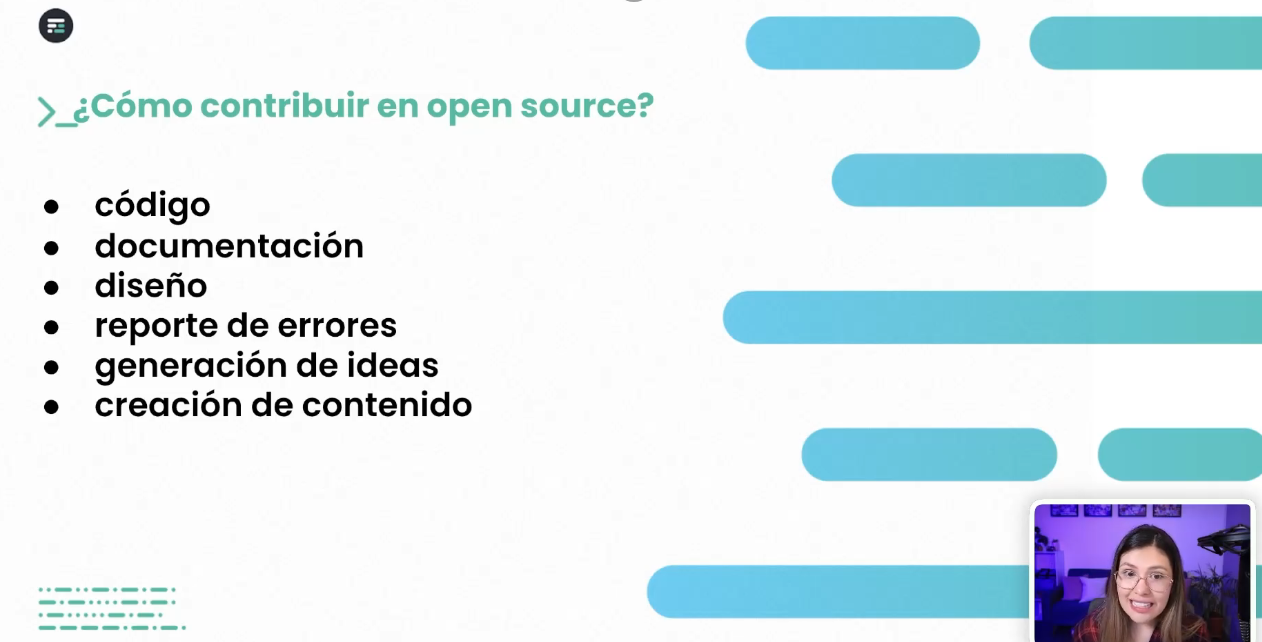 >_¿Cómo contribuir en open source?
● código
● documentación
● diseño
● reporte de errores
● generación de ideas
● creación de contenido